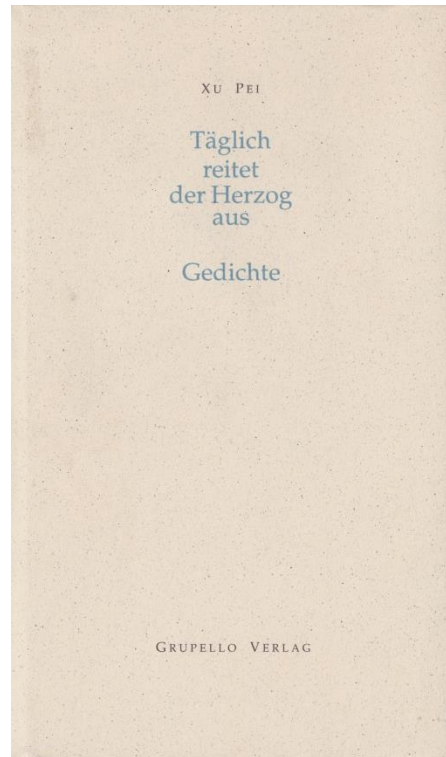 XU PEI
Täglich
reitet
der Herzog
aus
Gedichte
GRUPELLO VERLAG